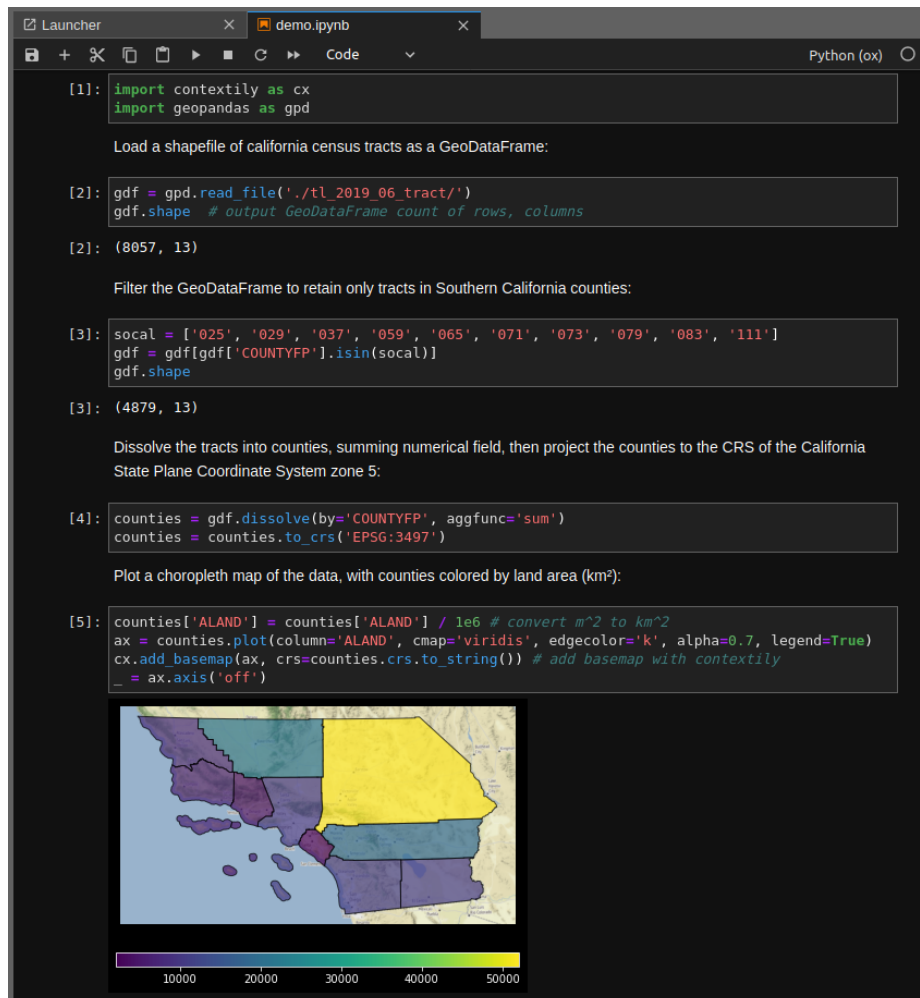 Launcher
demo.ipynb
Code
Python (ox)
[1]: import contextily as cx
import geopandas as gpd
Load a shapefile of california census tracts as a GeoDataFrame:
[2]: gdf = gpd.read_file('./tl_2019_06_tract/')
gdf.shape  # output GeoDataFrame count of rows, columns
[2]: (8057, 13)
Filter the GeoDataFrame to retain only tracts in Southern California counties:
[3]: socal = ['025', '029', '037', '059', '065', '071', '073', '079', '083', '111']
gdf = gdf[gdf['COUNTYFP'].isin(socal)]
gdf.shape
[3]: (4879, 13)
Dissolve the tracts into counties, summing numerical field, then project the counties to the CRS of the California
State Plane Coordinate System zone 5:
[4]: counties = gdf.dissolve(by='COUNTYFP', aggfunc='sum')
counties = counties.to_crs('EPSG:3497')
Plot a choropleth map of the data, with counties colored by land area (km²):
[5]: counties['ALAND'] = counties['ALAND'] / 1e6 # convert m^2 to km^2
ax = counties.plot(column='ALAND', cmap='viridis', edgecolor='k', alpha=0.7, legend=True)
cx.add_basemap(ax, crs=counties.crs.to_string()) # add basemap with contextily
_ = ax.axis('off')
10000 20000 30000 40000 50000